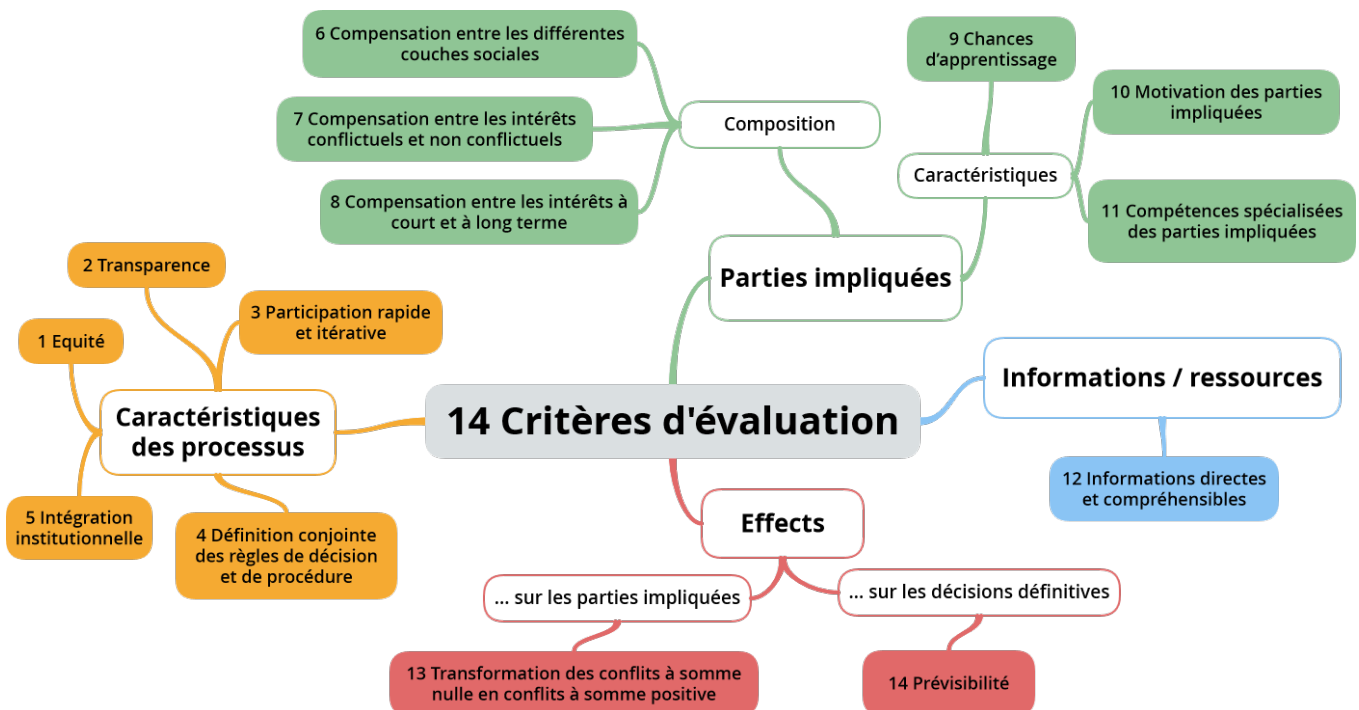 6 Compensation entre les différentes
couches sociales
9 Chances
d’apprentissage
7 Compensation entre les intérêts
conflictuels et non conflictuels
Composition
10 Motivation des parties
impliquées
8 Compensation entre les intérêts à
court et à long terme
Caractéristiques
11 Compétences spécialisées
des parties impliquées
Parties impliquées
2 Transparence
3 Participation rapide
et itérative
1 Equité
Caractéristiques
des processus
14 Critères d'évaluation
Informations / ressources
5 Intégration
institutionnelle
4 Définition conjointe
des règles de décision
et de procédure
12 Informations directes
et compréhensibles
Effects
... sur les parties impliquées
... sur les décisions définitives
13 Transformation des conflits à somme
nulle en conflits à somme positive
14 Prévisibilité